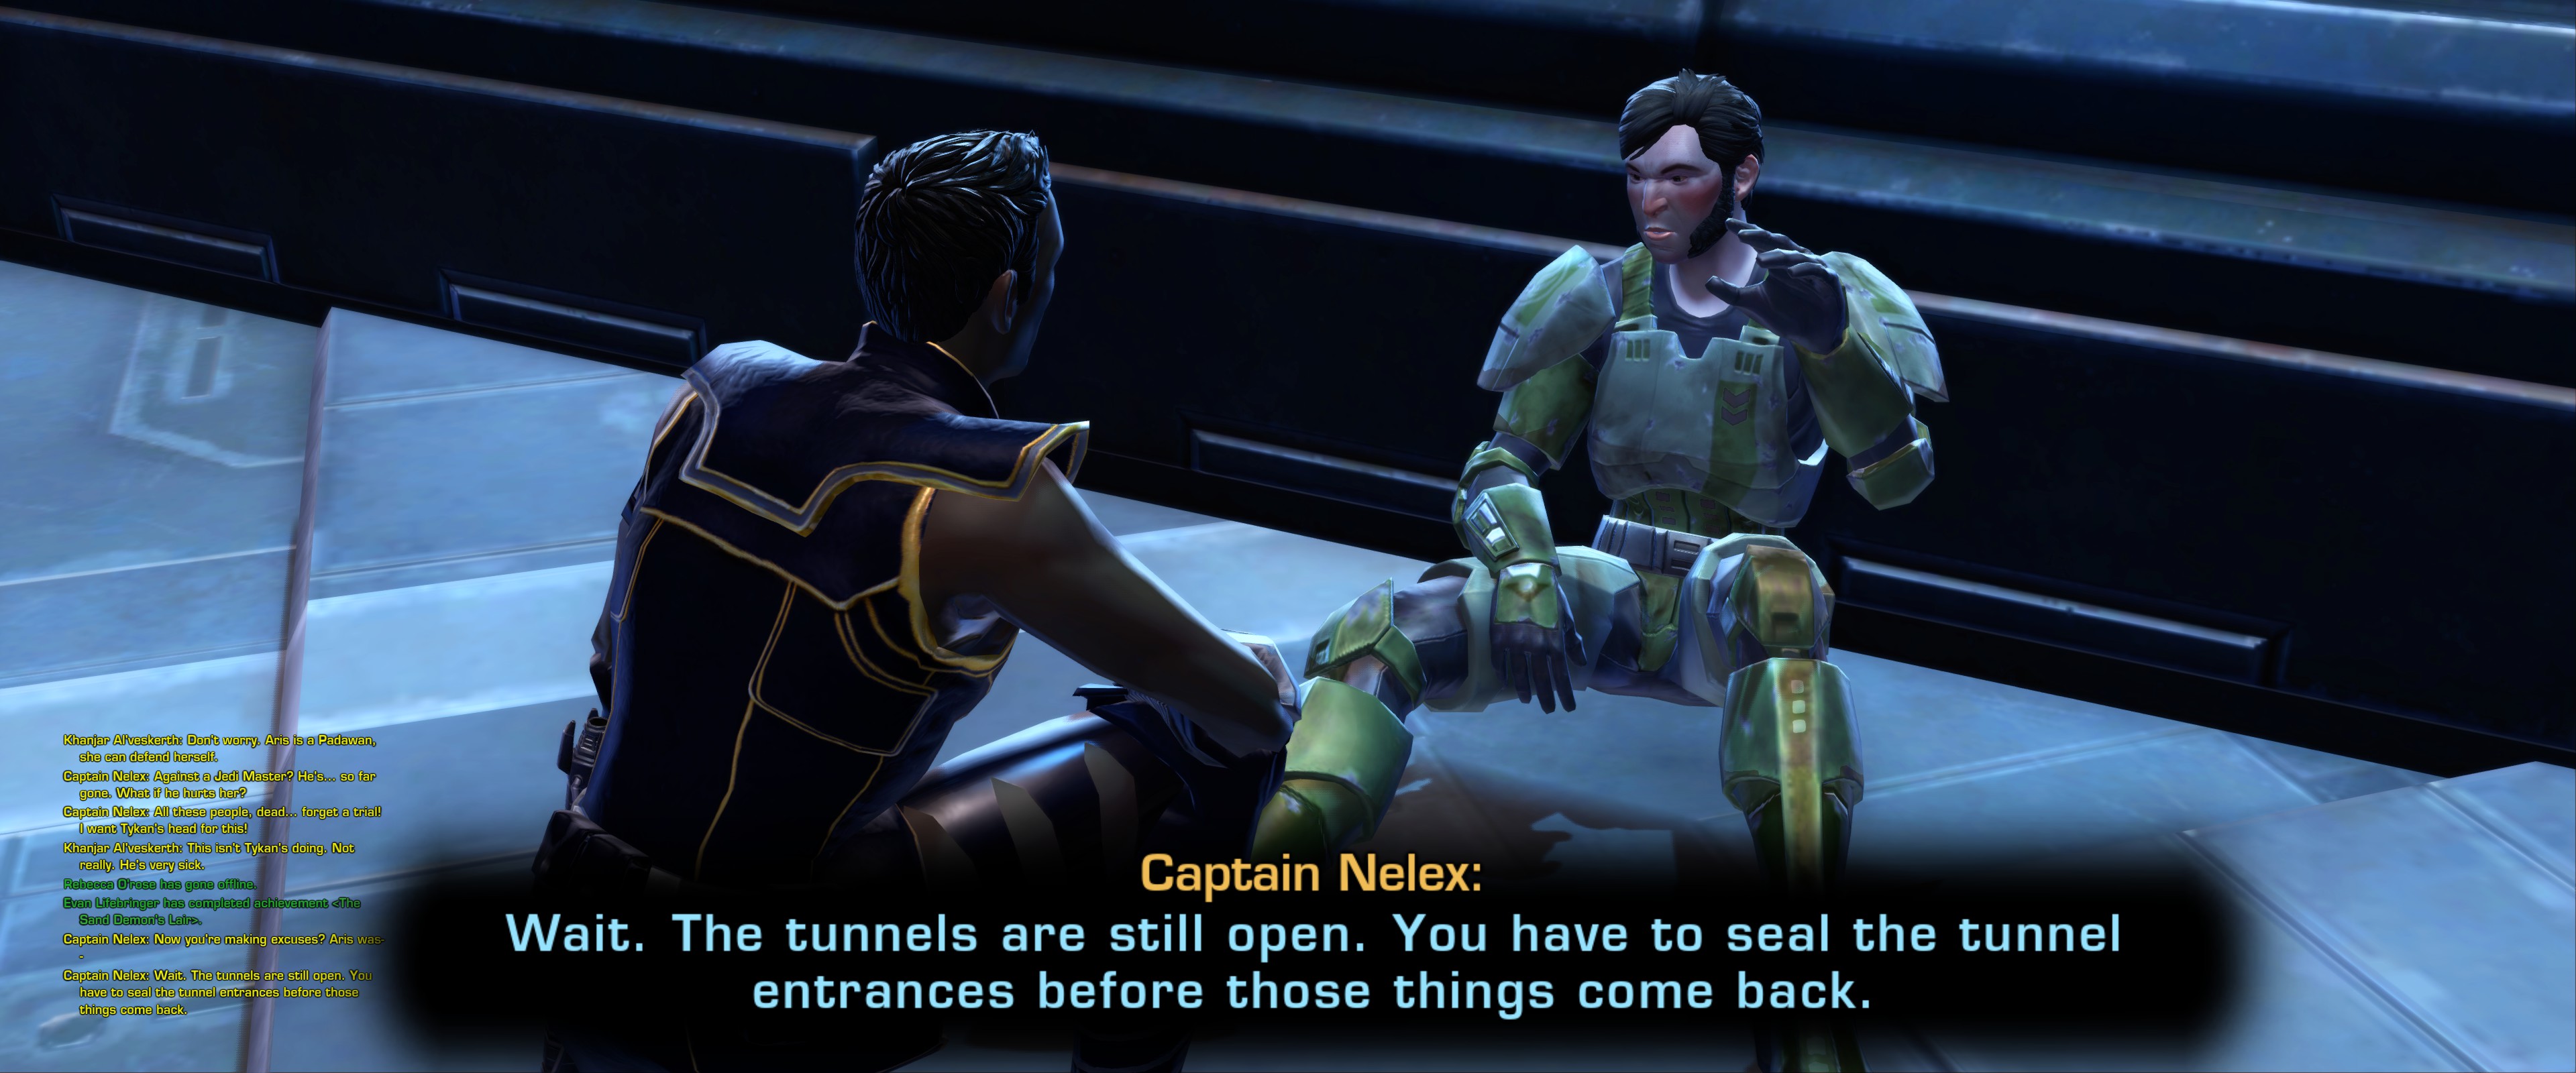 Khanjar Al'veskerth: Don't worry. Aris is a Padawan,
she can defend herself.
Captain Nelex: Against a Jedi Master? He's... so far
gone. What if he hurts her?
Captain Nelex: All these people, dead... forget a trial!
I want Tykan's head for this!
Khanjar Al'veskerth: This isn't Tykan's doing. Not
really. He's very sick.
Rebecca O'rose has gone offline.
Evan Lifebringer has completed achievement <The
Sand Demon's Lair>.
Captain Nelex: Now you're making excuses? Aris was-
-
Captain Nelex: Wait. The tunnels are still open. You
have to seal the tunnel entrances before those
things come back.
Captain Nelex:
Wait. The tunnels are still open. You have to seal the tunnel
entrances before those things come back.